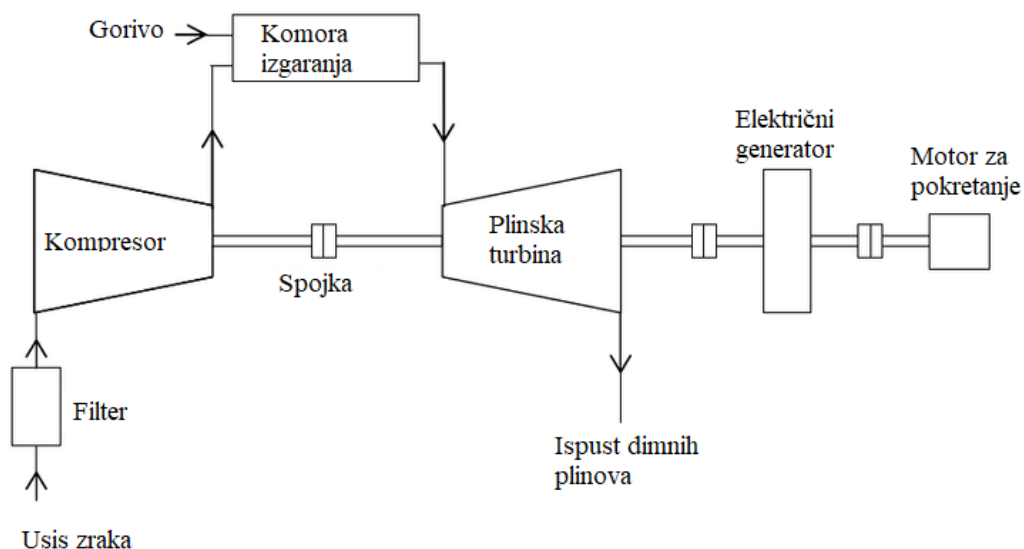 Gorivo
Komora
izgaranja
Električni
generator
Motor za
pokretanje
Kompresor
Plinska
turbina
Spojka
Filter
Ispust dimnih
plinova
Usis zraka